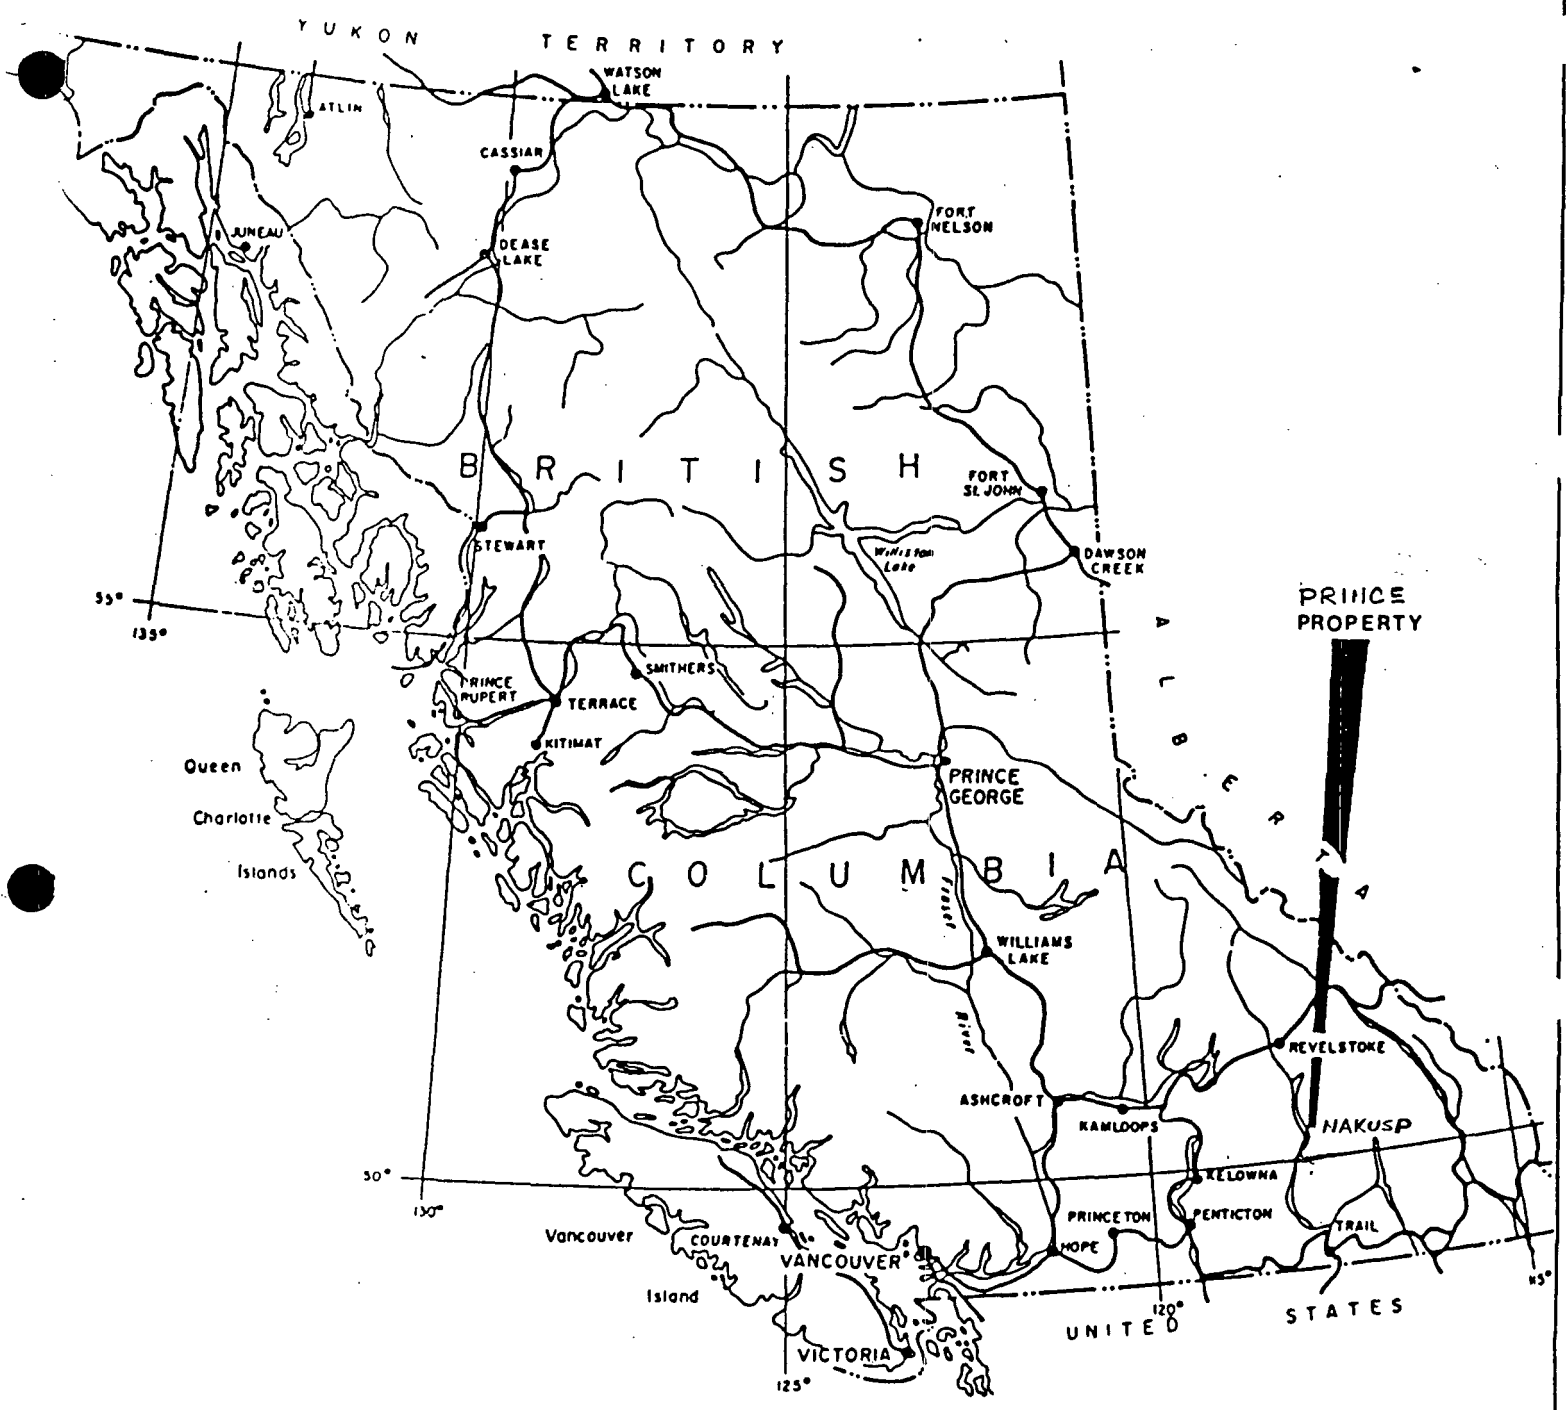 YUKON TERRITORY
WATSON
LAKE
ATLIN
CASSIAR
FORT
NELSON
JUNEAU
DEASE
LAKE
BRITISH
FORT
St. JOHN
STEWART
Williston
Lake
DAWSON
CREEK
55°
135°
PRINCE
PROPERTY
ALBERTA
SMITHERS
PRINCE
RUPERT
TERRACE
KITIMAT
Queen
Charlotte
Islands
PRINCE
GEORGE
COLUMBIA
Fraser
River
WILLIAMS
LAKE
REVELSTOKE
ASHCROFT
KAMLOOPS
NAKUSP
50°
130°
KELOWNA
PRINCETON
PENTICTON
TRAIL
HOPE
Vancouver
Island
COURTENAY
VANCOUVER
VICTORIA
125°
120°
115°
UNITED STATES